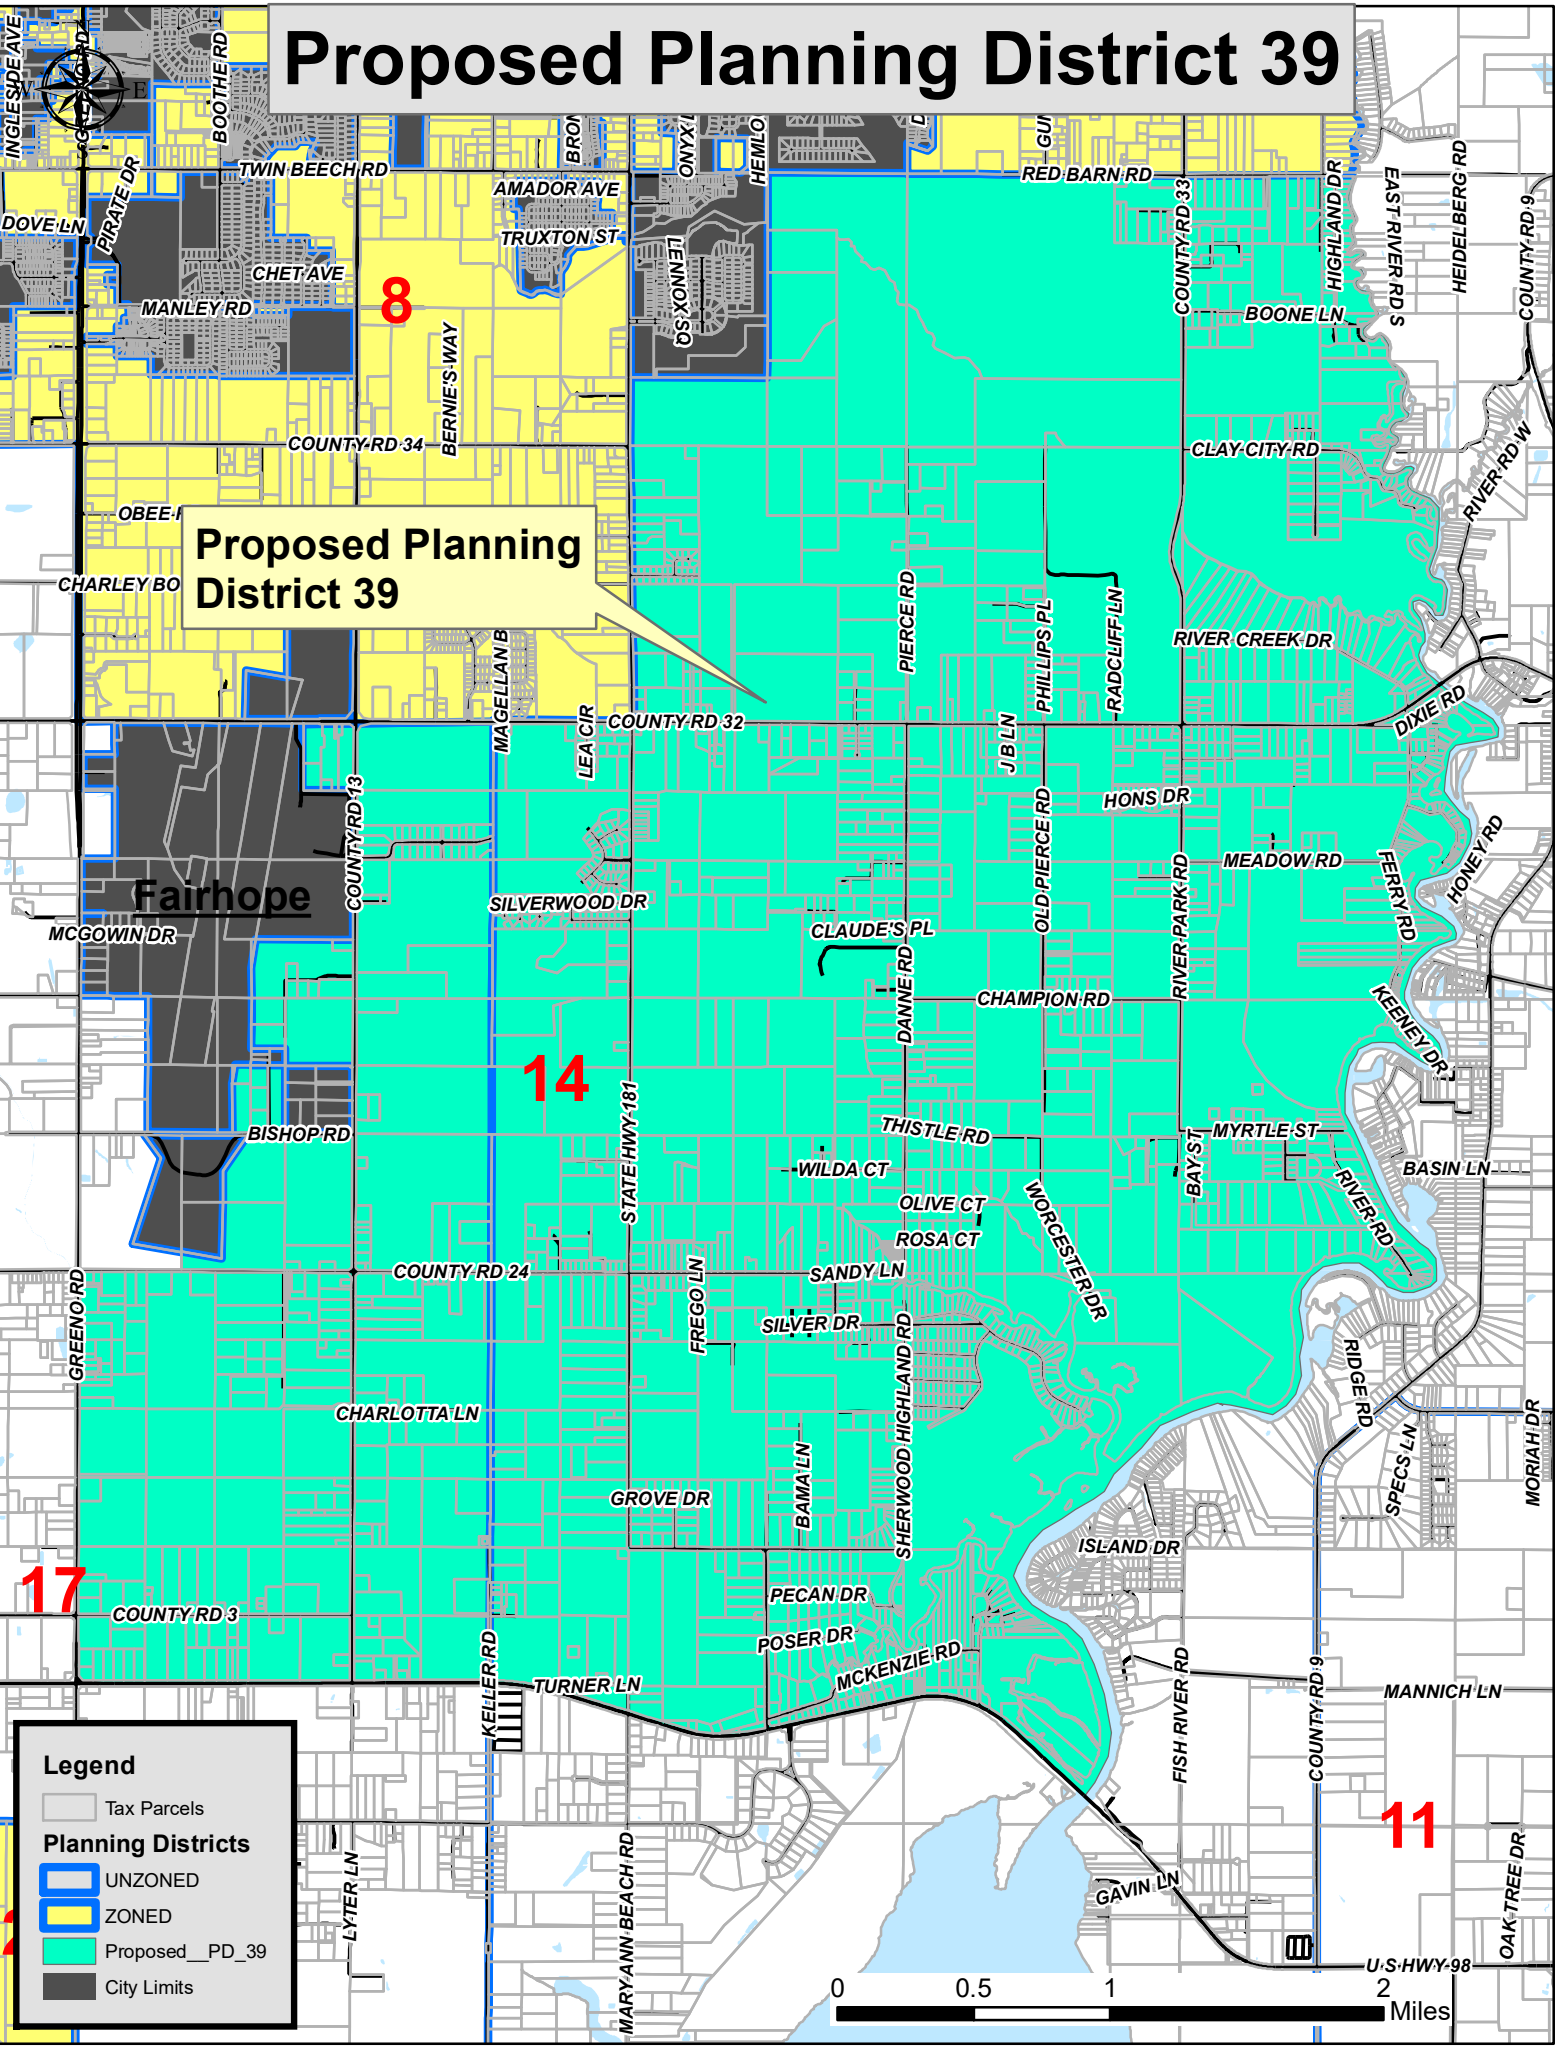 Proposed Planning District 39
INGLESIDE AVE
BOOTHE RD
W
E
TWIN BEECH RD
AMADOR AVE
TRUXTON ST
RED BARN RD
DOVE LN
PIRATE DR
CHET AVE
MANLEY RD
8
BERNIE'S WAY
LENNOX SQ
COUNTY RD 33
HIGHLAND DR
EAST RIVER RD S
HEIDELBERG RD
COUNTY RD 9
BOONE LN
COUNTY RD 34
CLAY CITY RD
RIVER RD W
Proposed Planning
District 39
PIERCE RD
PHILLIPS PL
RADCLIFF LN
RIVER CREEK DR
COUNTY RD 32
LEA CIR
J B LN
DIXIE RD
COUNTY RD 13
OLD PIERCE RD
HONS DR
MEADOW RD
FERRY RD
HONEY RD
RIVER PARK RD
Fairhope
MCGOWIN DR
SILVERWOOD DR
CLAUDE'S PL
DANNE RD
CHAMPION RD
KEENEY DR
14
STATE HWY 181
BISHOP RD
THISTLE RD
MYRTLE ST
BAY ST
WILDA CT
BASIN LN
OLIVE CT
ROSA CT
WORCESTER DR
RIVER RD
GREENO RD
COUNTY RD 24
FREGO LN
SANDY LN
SILVER DR
SHERWOOD HIGHLAND RD
RIDGE RD
CHARLOTTA LN
BAMA LN
SPECS LN
MORIAH DR
GROVE DR
ISLAND DR
17
COUNTY RD 3
PECAN DR
POSER DR
MCKENZIE RD
KELLER RD
TURNER LN
FISH RIVER RD
COUNTY RD 9
MANNICH LN
11
LYTER LN
MARY ANN BEACH RD
GAVIN LN
OAK TREE DR
U S HWY 98
Legend
Tax Parcels
Planning Districts
UNZONED
ZONED
Proposed__PD_39
City Limits
0 0.5 1 2
Miles